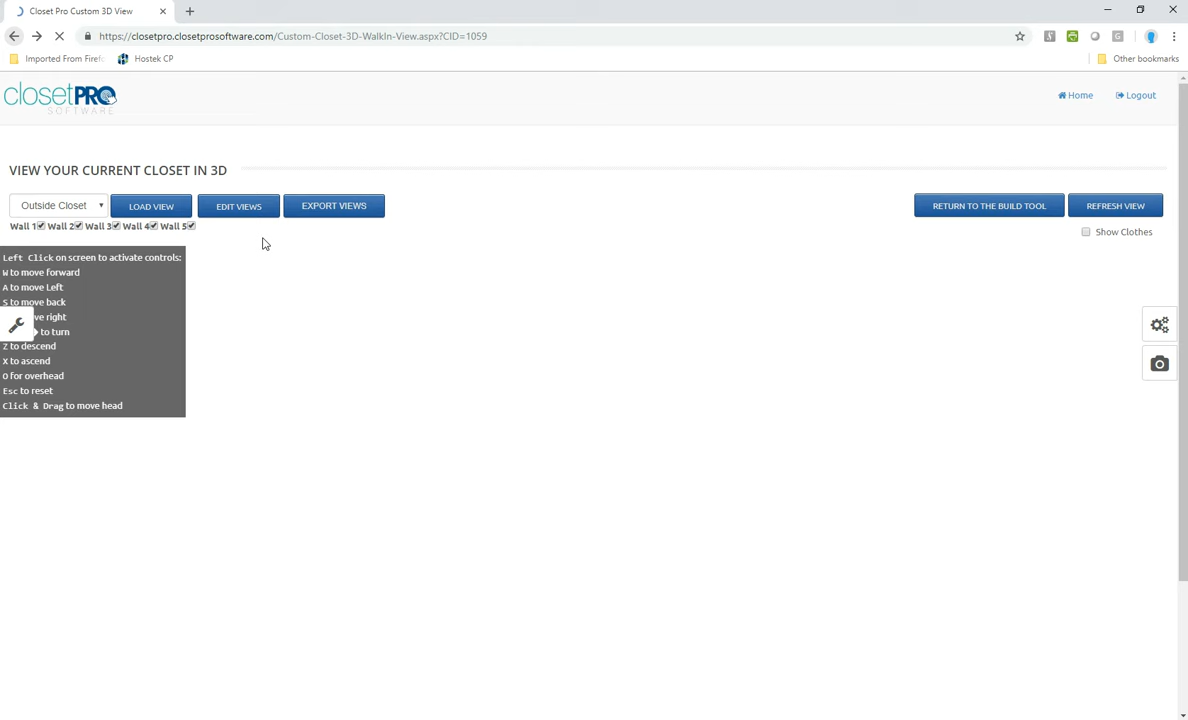 Closet Pro Custom 3D View
https://closetpro.closetprosoftware.com/Custom-Closet-3D-WalkIn-View.aspx?CID=1059
Imported From Firef
Hostek CP
Other bookmarks
closetPRO
SOFTWARE
Home
Logout
VIEW YOUR CURRENT CLOSET IN 3D
Outside Closet
LOAD VIEW
EDIT VIEWS
EXPORT VIEWS
RETURN TO THE BUILD TOOL
REFRESH VIEW
Wall 1 Wall 2 Wall 3 Wall 4 Wall 5
Show Clothes
Left Click on screen to activate controls:
W to move forward
A to move Left
S to move back
ve right
to turn
Z to descend
X to ascend
O for overhead
Esc to reset
Click & Drag to move head